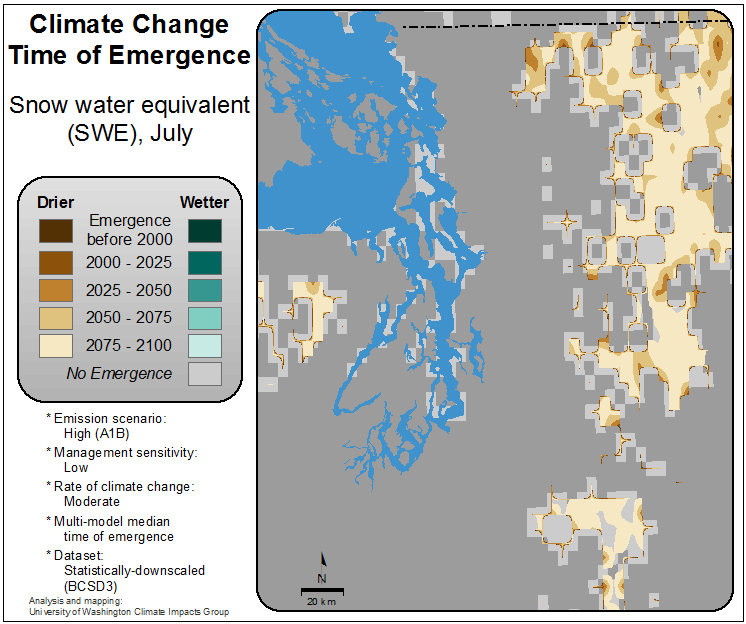 Climate Change
Time of Emergence
Snow water equivalent
(SWE), July
Drier Wetter
Emergence
before 2000
2000 - 2025
2025 - 2050
2050 - 2075
2075 - 2100
No Emergence
* Emission scenario:
High (A1B)
* Management sensitivity:
Low
* Rate of climate change:
Moderate
* Multi-model median
time of emergence
* Dataset:
Statistically-downscaled
(BCSD3)
Analysis and mapping:
University of Washington Climate Impacts Group
N
20 km